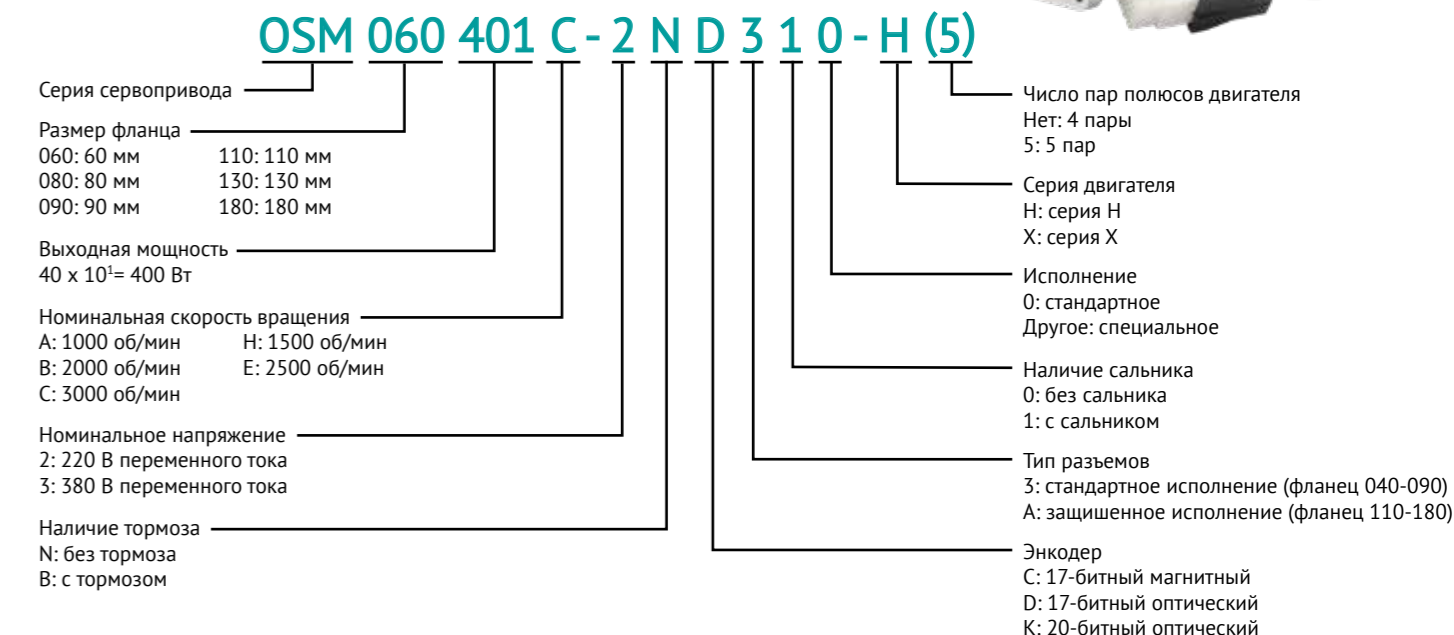 OSM 060 401 C - 2 N D 3 1 0 - H (5)
Серия сервопривода
Размер фланца
060: 60 мм 110: 110 мм
080: 80 мм 130: 130 мм
090: 90 мм 180: 180 мм
Выходная мощность
40 x 10¹= 400 Вт
Номинальная скорость вращения
A: 1000 об/мин H: 1500 об/мин
B: 2000 об/мин E: 2500 об/мин
C: 3000 об/мин
Номинальное напряжение
2: 220 В переменного тока
3: 380 В переменного тока
Наличие тормоза
N: без тормоза
B: с тормозом
Число пар полюсов двигателя
Нет: 4 пары
5: 5 пар
Серия двигателя
H: серия H
X: серия X
Исполнение
0: стандартное
Другое: специальное
Наличие сальника
0: без сальника
1: с сальником
Тип разъемов
3: стандартное исполнение (фланец 040-090)
A: защишенное исполнение (фланец 110-180)
Энкодер
C: 17-битный магнитный
D: 17-битный оптический
K: 20-битный оптический